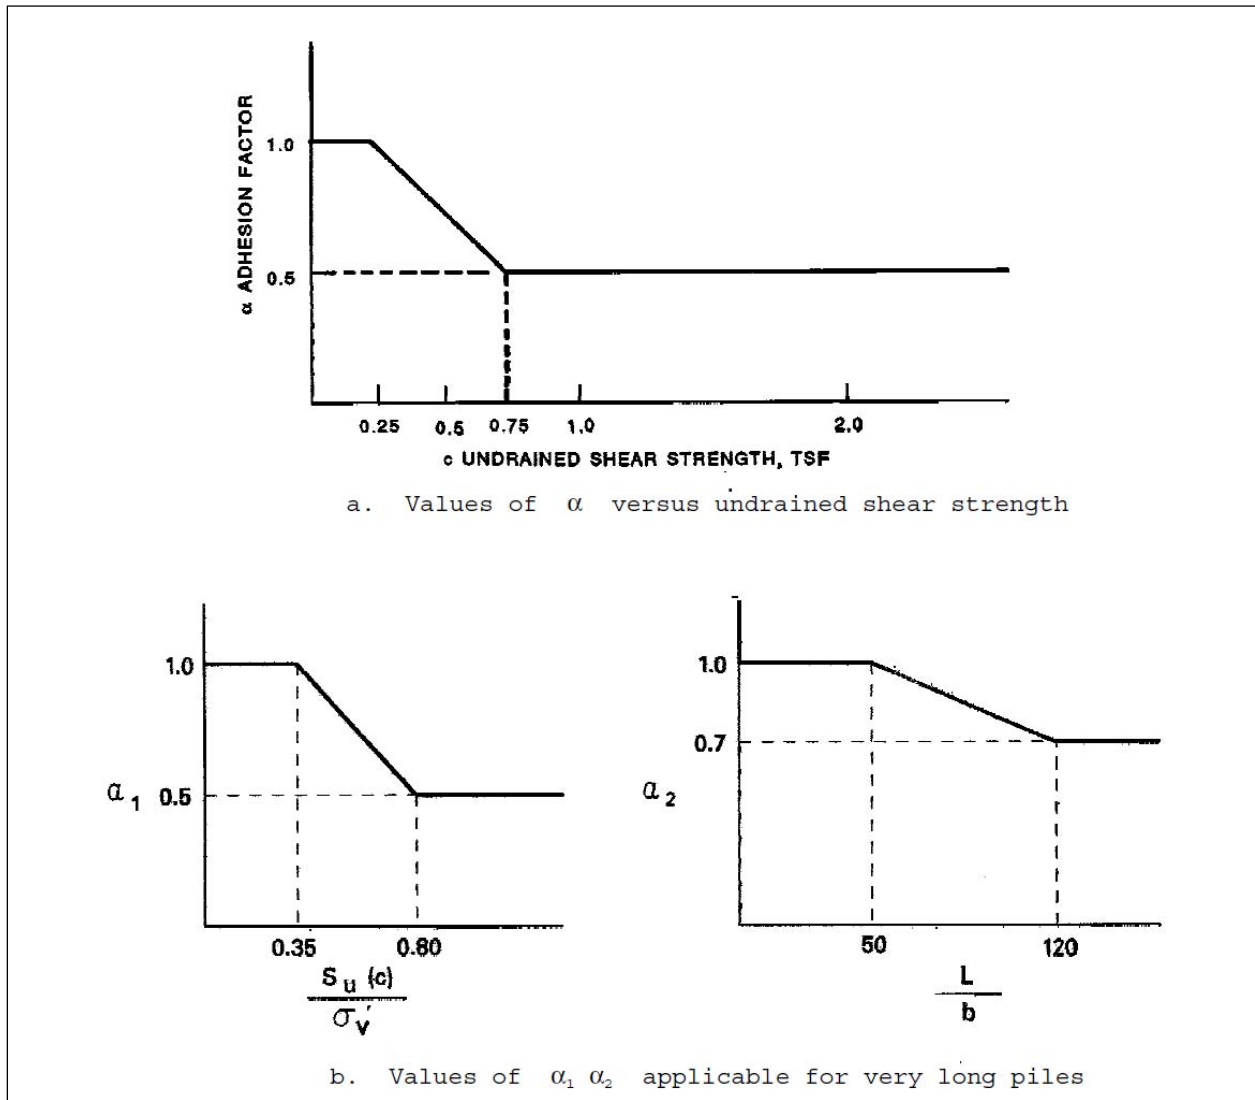 α ADHESION FACTOR
1.0
0.5
0.25 0.5 0.75 1.0 2.0
c UNDRAINED SHEAR STRENGTH, TSF
a. Values of α versus undrained shear strength
α₁
1.0
0.5
0.35 0.80
Sᵤ (c)
σᵥ′
α₂
1.0
0.7
50 120
L
b
b. Values of α₁ α₂ applicable for very long piles